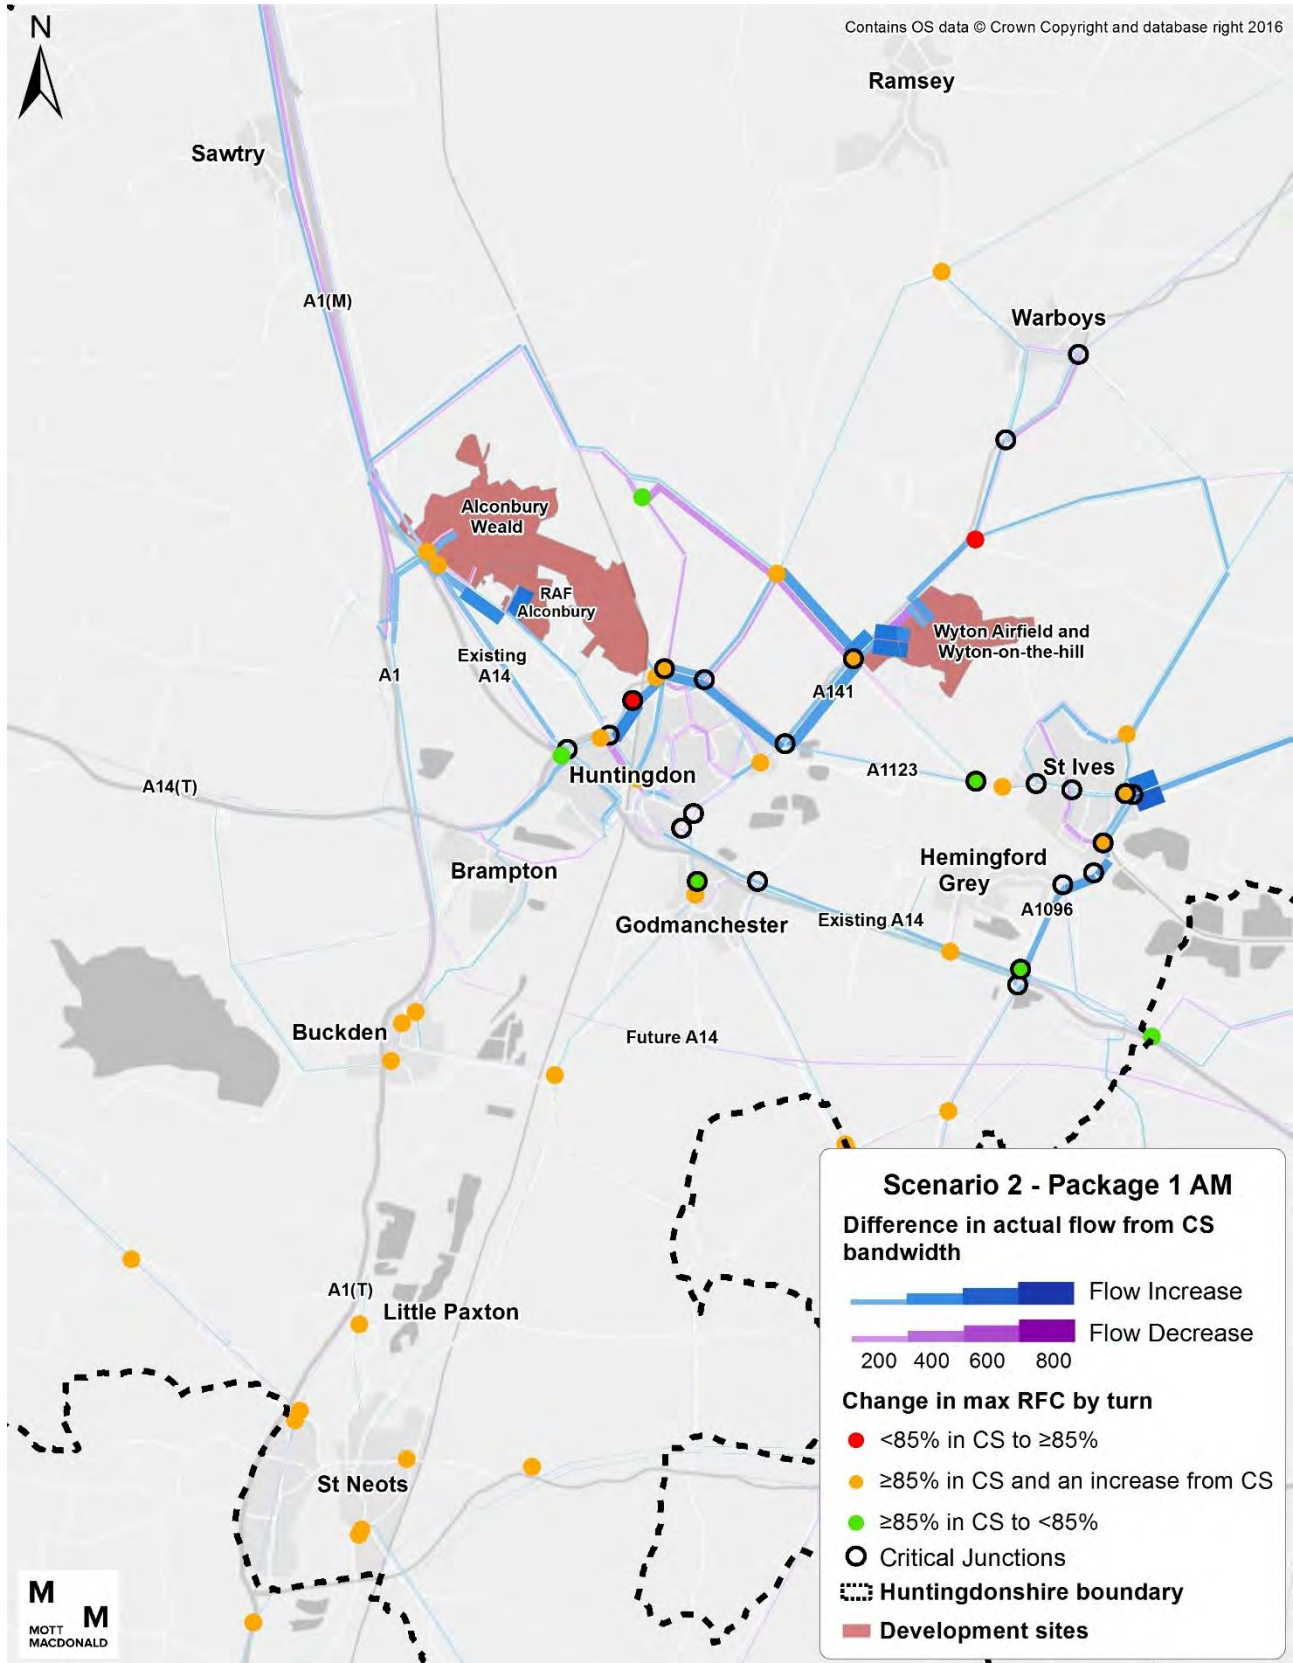 N
Contains OS data © Crown Copyright and database right 2016
Ramsey
Sawtry
A1(M)
Warboys
Alconbury
Weald
RAF
Alconbury
Wyton Airfield and
Wyton-on-the-hill
Existing
A14
A1
A141
St Ives
A1123
Huntingdon
A14(T)
Hemingford
Grey
Brampton
A1096
Existing A14
Godmanchester
Buckden
Future A14
A1(T)
Little Paxton
St Neots
Scenario 2 - Package 1 AM
Difference in actual flow from CS
bandwidth
Flow Increase
Flow Decrease
200 400 600 800
Change in max RFC by turn
<85% in CS to ≥85%
≥85% in CS and an increase from CS
≥85% in CS to <85%
Critical Junctions
Huntingdonshire boundary
Development sites
M
M
MOTT
MACDONALD